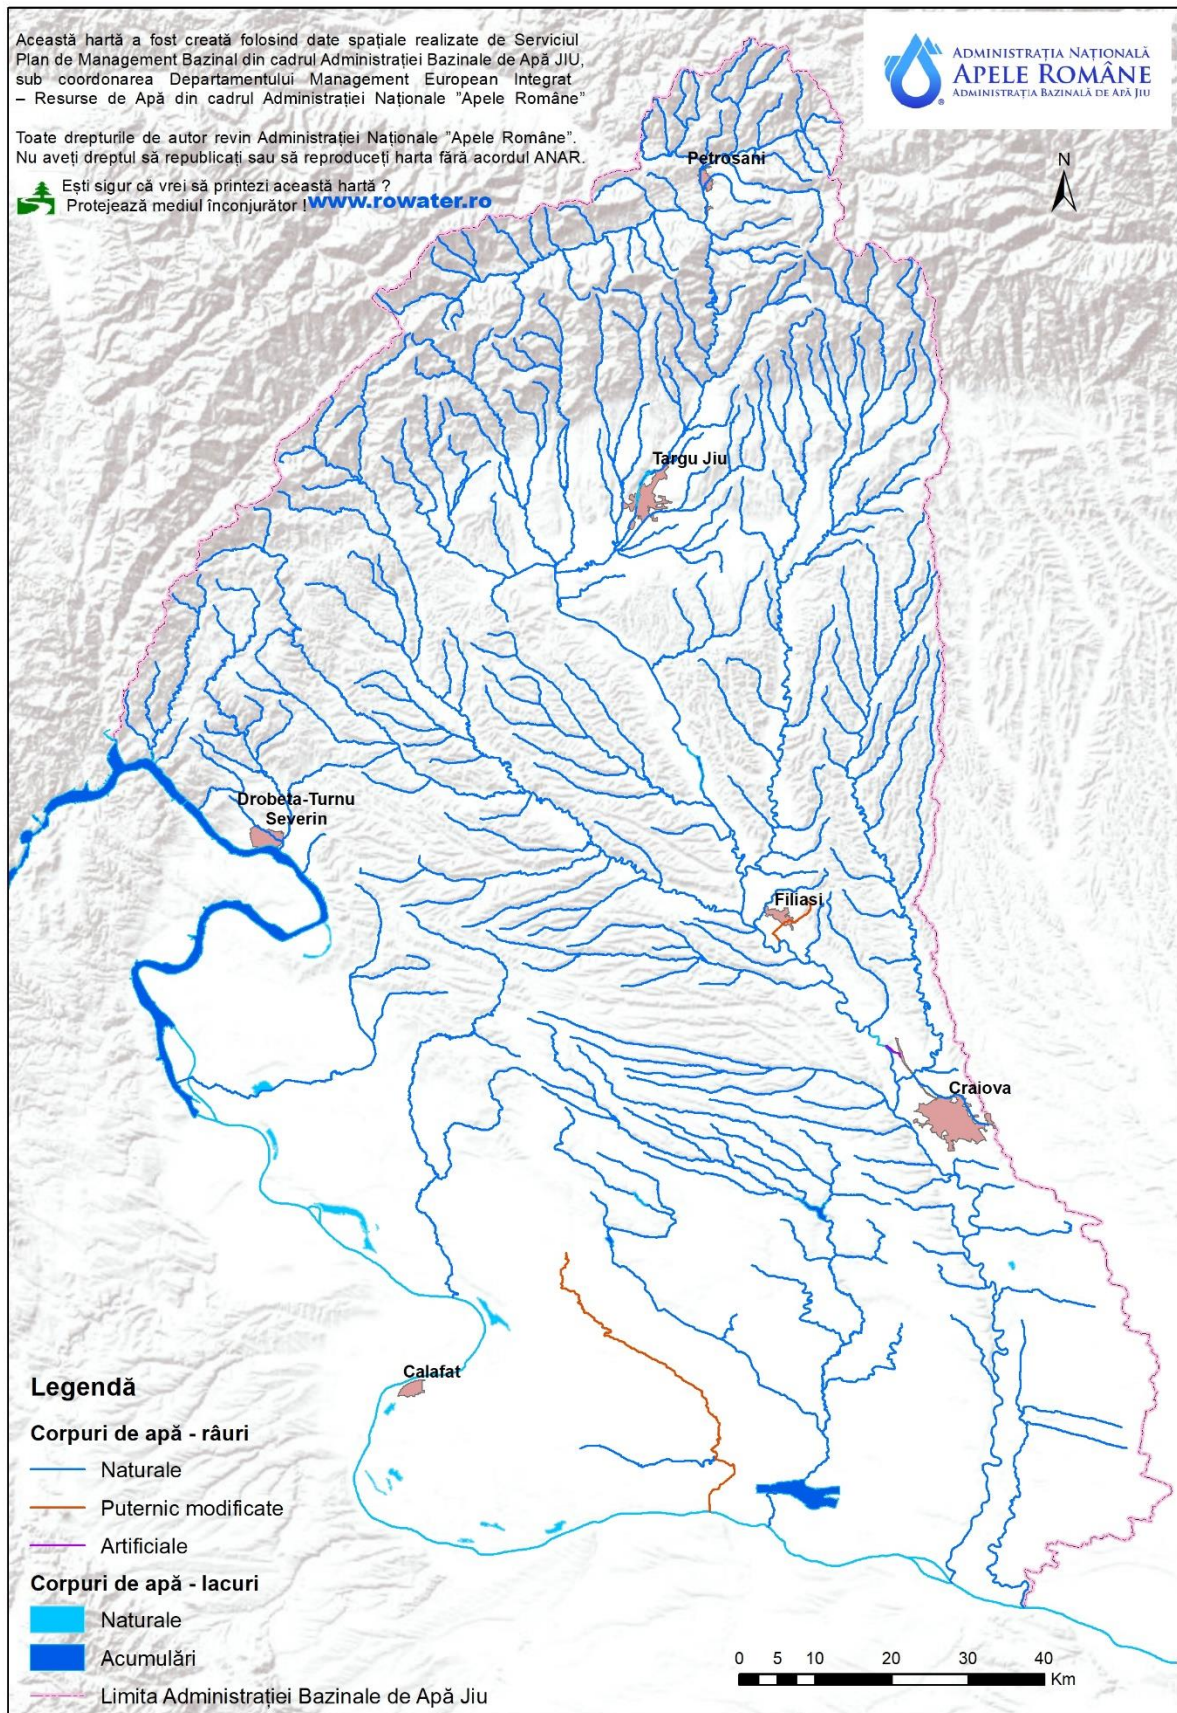 Această hartă a fost creată folosind date spațiale realizate de Serviciul
Plan de Management Bazinal din cadrul Administrației Bazinale de Apă JIU,
sub coordonarea Departamentului Management European Integrat
– Resurse de Apă din cadrul Administrației Naționale "Apele Române"
Toate drepturile de autor revin Administrației Naționale "Apele Române".
Nu aveți dreptul să republicați sau să reproduceți harta fără acordul ANAR.
Ești sigur că vrei să printezi această hartă ?
Protejează mediul înconjurător ! www.rowater.ro
ADMINISTRAȚIA NAȚIONALĂ
APELE ROMÂNE
ADMINISTRAȚIA BAZINALĂ DE APĂ JIU
®
N
Petrosani
Targu Jiu
Drobeta-Turnu
Severin
Filiasi
Craiova
Calafat
Legendă
Corpuri de apă - râuri
Naturale
Puternic modificate
Artificiale
Corpuri de apă - lacuri
Naturale
Acumulări
Limita Administrației Bazinale de Apă Jiu
0 5 10 20 30 40
Km